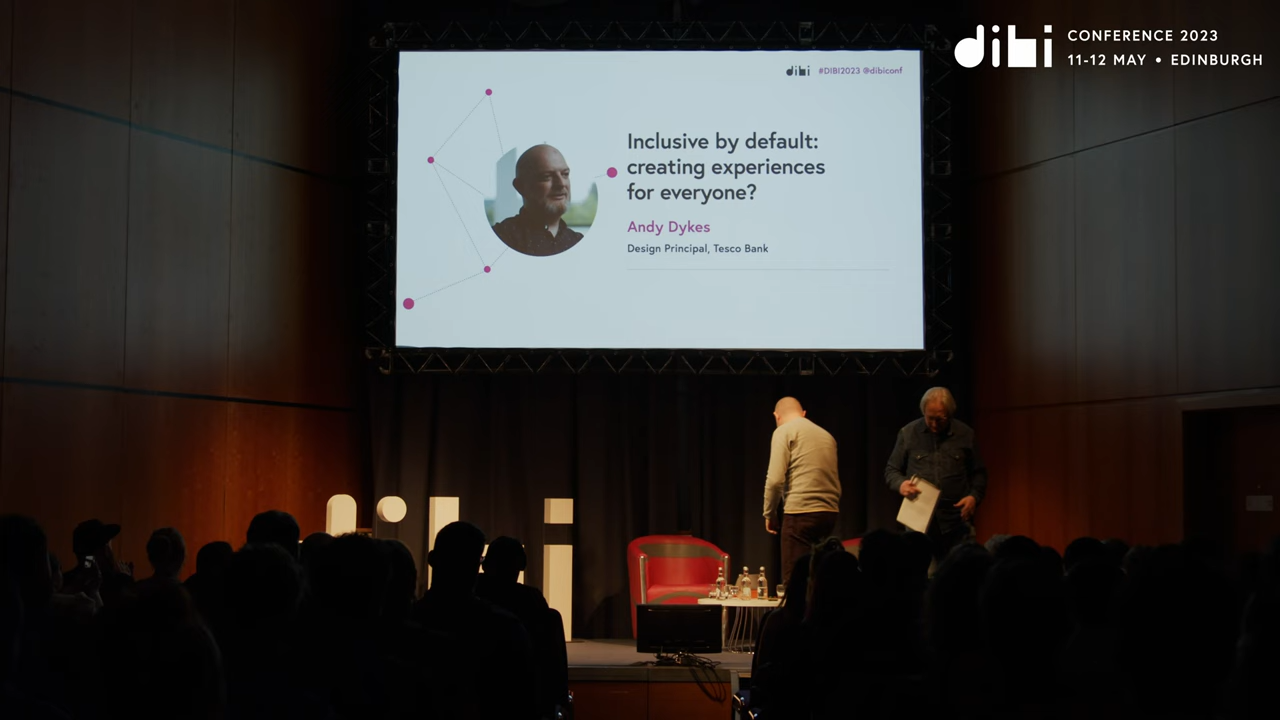 dibi
CONFERENCE 2023
11-12 MAY • EDINBURGH
dibi #DIBI2023 @dibiconf
Inclusive by default:
creating experiences
for everyone?
Andy Dykes
Design Principal, Tesco Bank
dibi